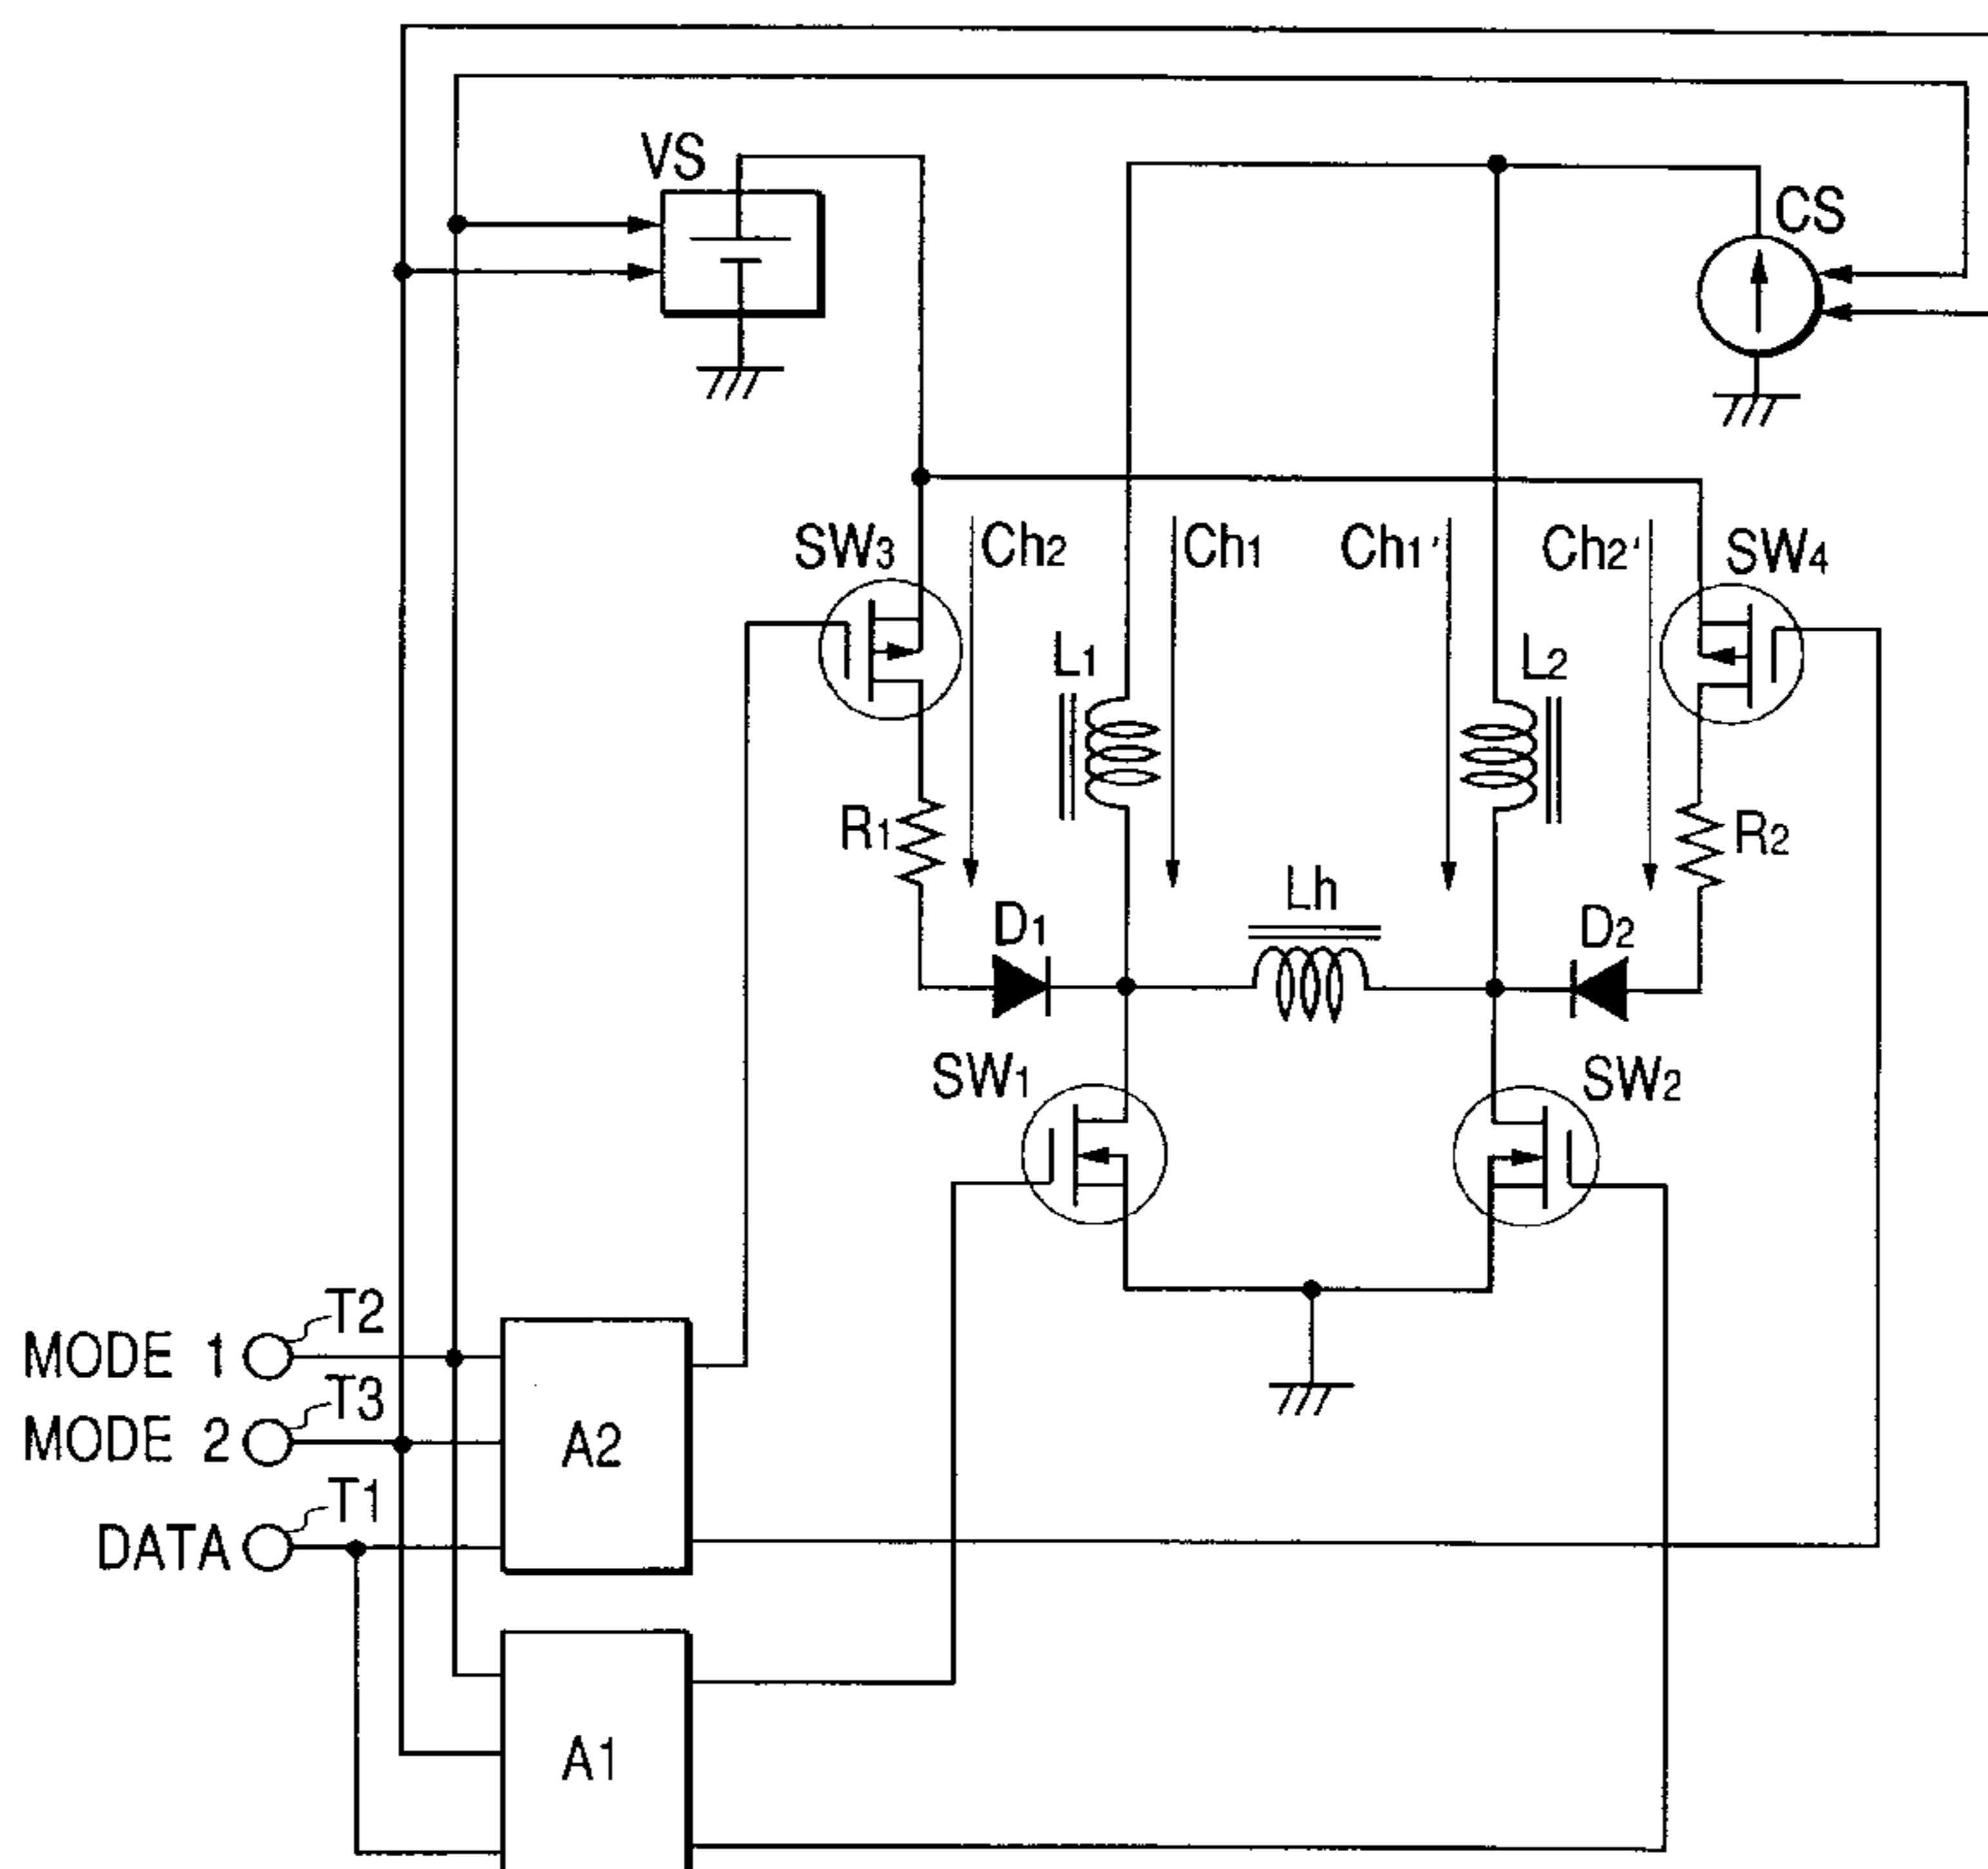 VS
CS
SW3
Ch2
Ch1
Ch1'
Ch2'
SW4
L1
L2
R1
R2
Lh
D1
D2
SW1
SW2
MODE 1
T2
MODE 2
T3
DATA
T1
A2
A1